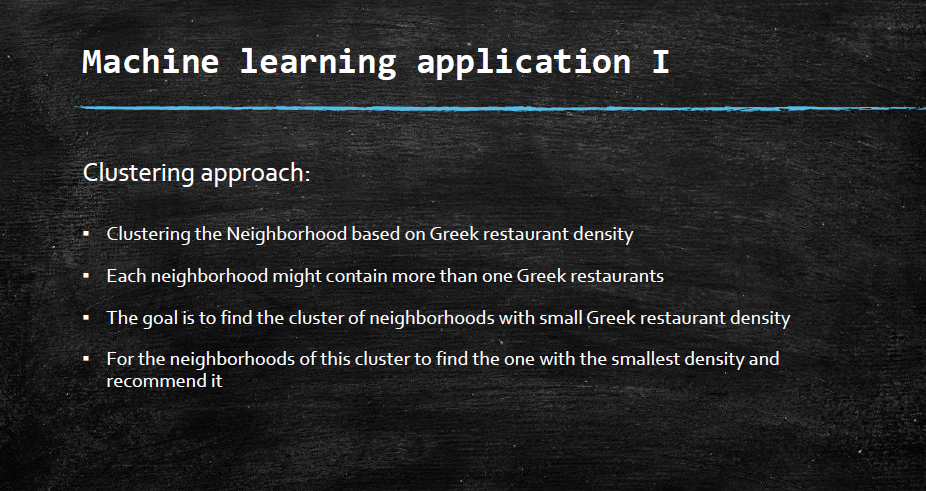 Machine learning application I
Clustering approach:
▪ Clustering the Neighborhood based on Greek restaurant density
▪ Each neighborhood might contain more than one Greek restaurants
▪ The goal is to find the cluster of neighborhoods with small Greek restaurant density
▪ For the neighborhoods of this cluster to find the one with the smallest density and
recommend it